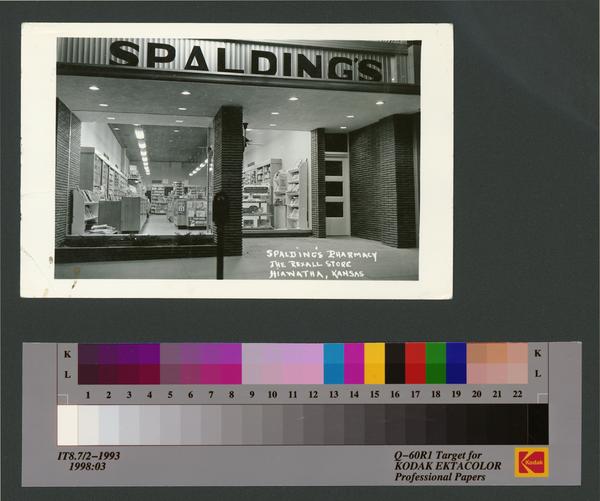 SPALDING'S
SPALDING'S PHARMACY
THE REXALL STORE
HIAWATHA, KANSAS
K K
L L
1 2 3 4 5 6 7 8 9 10 11 12 13 14 15 16 17 18 19 20 21 22
IT8.7/2-1993
1998:03
Q-60R1 Target for
KODAK EKTACOLOR
Professional Papers
Kodak